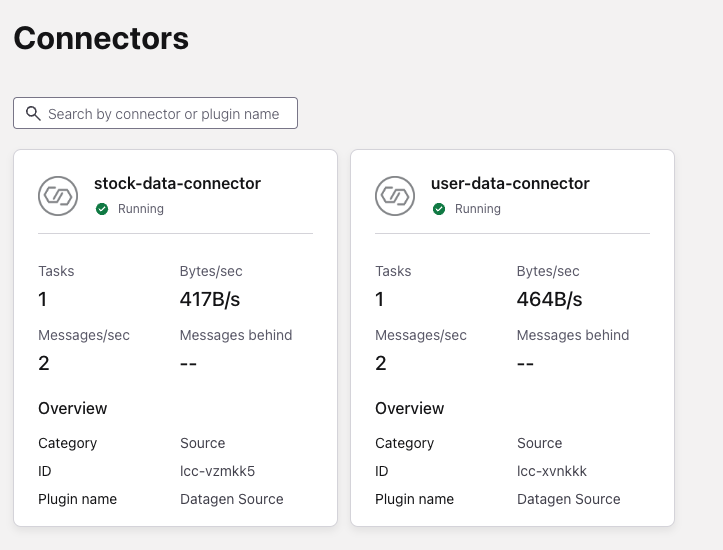 Connectors
Search by connector or plugin name
stock-data-connector
Running
Tasks
Bytes/sec
1
417B/s
Messages/sec
Messages behind
2
--
Overview
Category
Source
ID
lcc-vzmkk5
Plugin name
Datagen Source
user-data-connector
Running
Tasks
Bytes/sec
1
464B/s
Messages/sec
Messages behind
2
--
Overview
Category
Source
ID
lcc-xvnkkk
Plugin name
Datagen Source